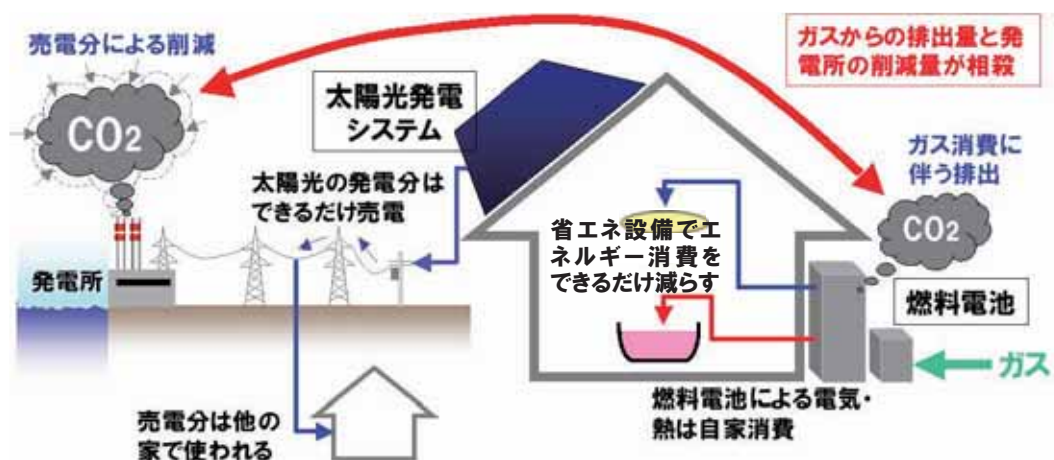 売電分による削減
CO2
太陽光発電
システム
ガスからの排出量と発
電所の削減量が相殺
ガス消費に
伴う排出
CO2
太陽光の発電分は
できるだけ売電
省エネ設備でエ
ネルギー消費を
できるだけ減らす
発電所
燃料電池
ガス
燃料電池による電気・
熱は自家消費
売電分は他の
家で使われる